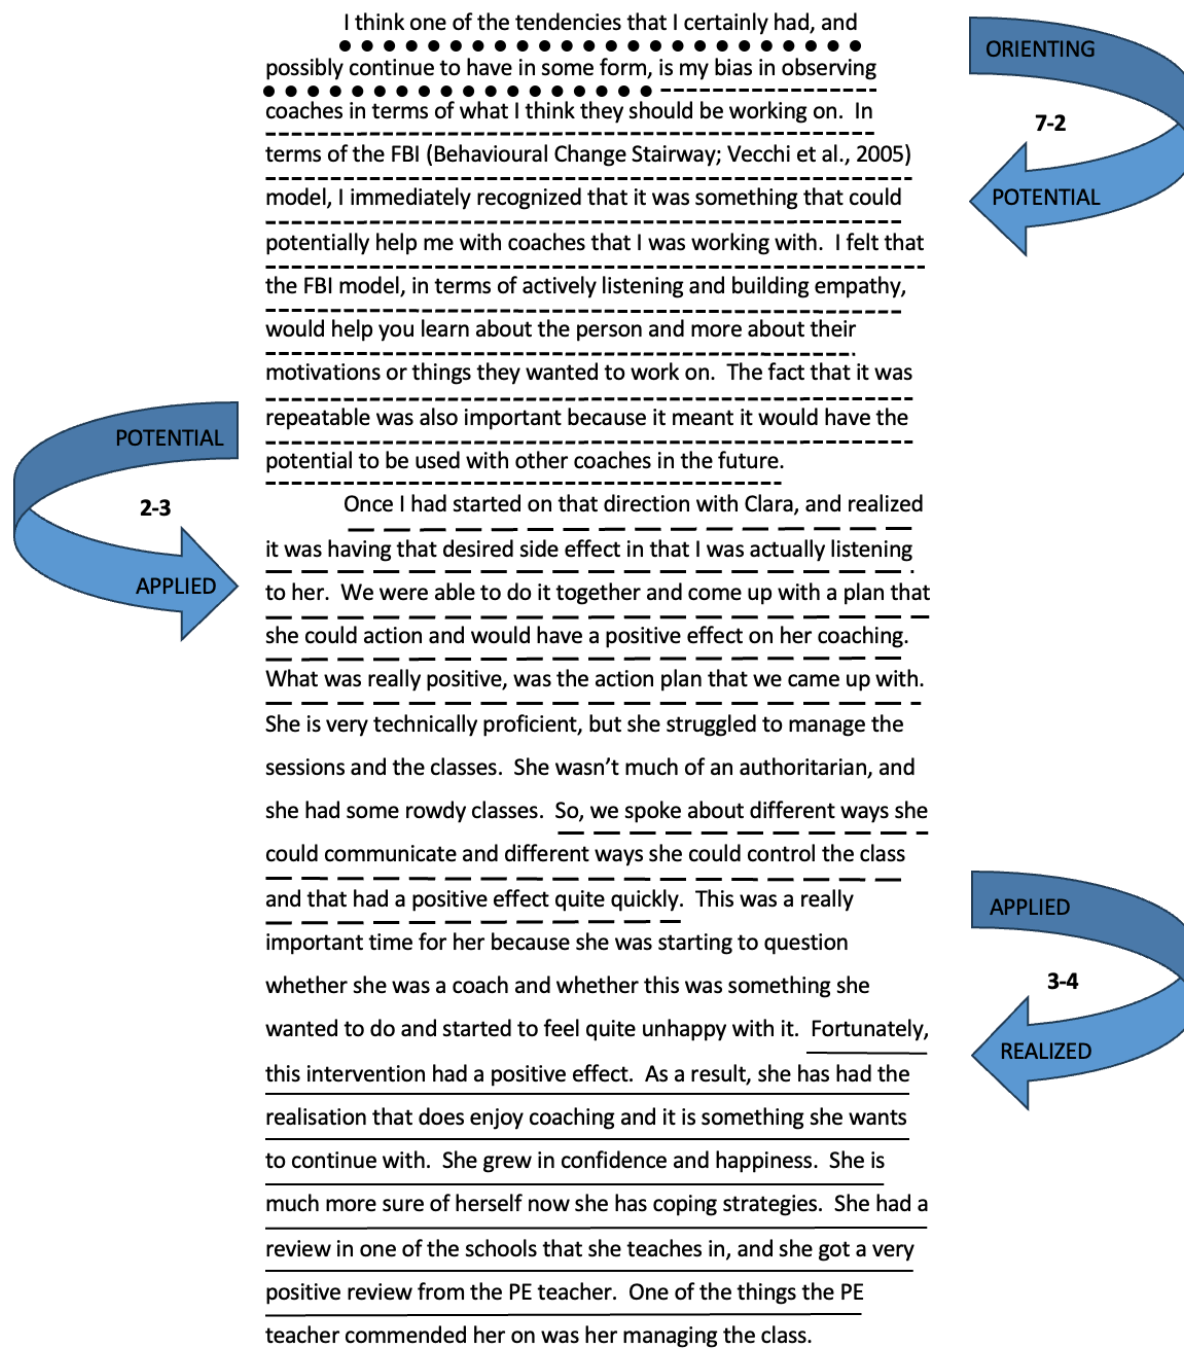 I think one of the tendencies that I certainly had, and
possibly continue to have in some form, is my bias in observing
coaches in terms of what I think they should be working on.  In
terms of the FBI (Behavioural Change Stairway; Vecchi et al., 2005)
model, I immediately recognized that it was something that could
potentially help me with coaches that I was working with.  I felt that
the FBI model, in terms of actively listening and building empathy,
would help you learn about the person and more about their
motivations or things they wanted to work on.  The fact that it was
repeatable was also important because it meant it would have the
potential to be used with other coaches in the future.
Once I had started on that direction with Clara, and realized
it was having that desired side effect in that I was actually listening
to her.  We were able to do it together and come up with a plan that
she could action and would have a positive effect on her coaching.
What was really positive, was the action plan that we came up with.
She is very technically proficient, but she struggled to manage the
sessions and the classes.  She wasn't much of an authoritarian, and
she had some rowdy classes.  So, we spoke about different ways she
could communicate and different ways she could control the class
and that had a positive effect quite quickly.  This was a really
important time for her because she was starting to question
whether she was a coach and whether this was something she
wanted to do and started to feel quite unhappy with it.  Fortunately,
this intervention had a positive effect.  As a result, she has had the
realisation that does enjoy coaching and it is something she wants
to continue with.  She grew in confidence and happiness.  She is
much more sure of herself now she has coping strategies.  She had a
review in one of the schools that she teaches in, and she got a very
positive review from the PE teacher.  One of the things the PE
teacher commended her on was her managing the class.
ORIENTING
7-2
POTENTIAL
POTENTIAL
2-3
APPLIED
APPLIED
3-4
REALIZED